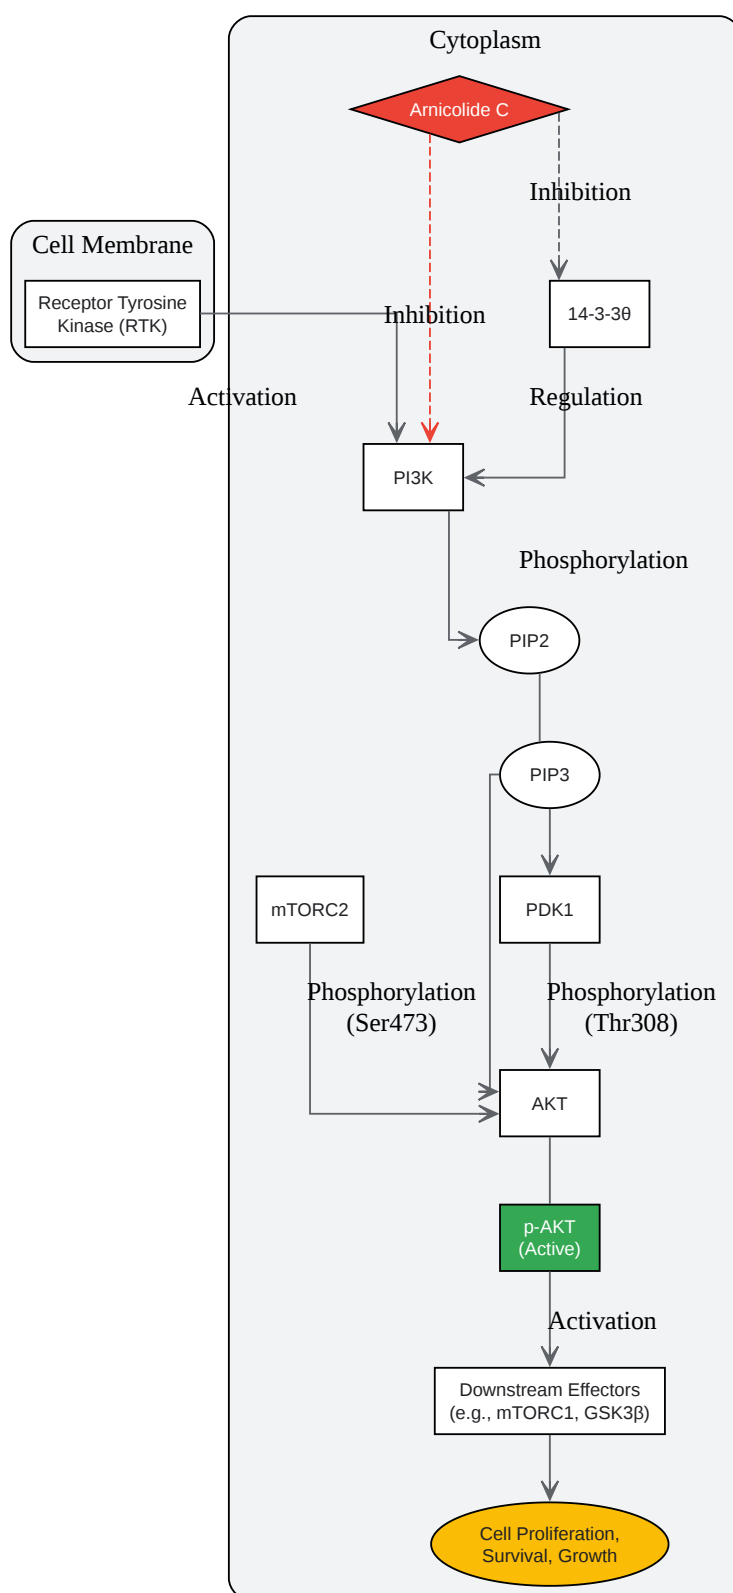 Cytoplasm
Arnicolide C
Inhibition
Cell Membrane
Receptor Tyrosine
Kinase (RTK)
Inhibition
14-3-3θ
Activation
Regulation
PI3K
Phosphorylation
PIP2
PIP3
mTORC2
PDK1
Phosphorylation
(Ser473)
Phosphorylation
(Thr308)
AKT
p-AKT
(Active)
Activation
Downstream Effectors
(e.g., mTORC1, GSK3β)
Cell Proliferation,
Survival, Growth